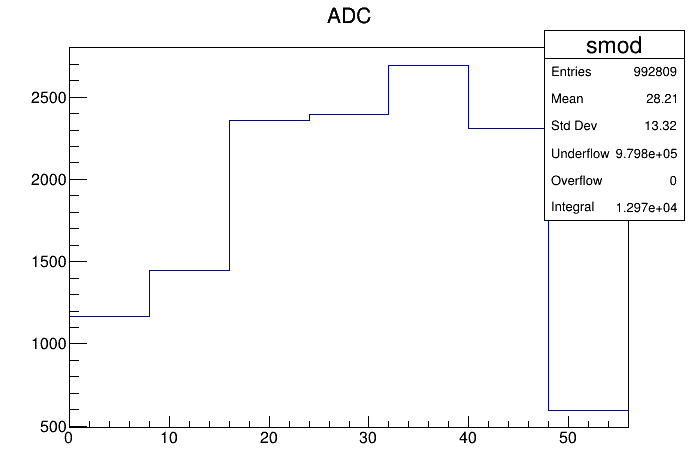 ADC
smod
Entries 992809
Mean 28.21
Std Dev 13.32
Underflow 9.798e+05
Overflow 0
Integral 1.297e+04
2500
2000
1500
1000
500
0 10 20 30 40 50